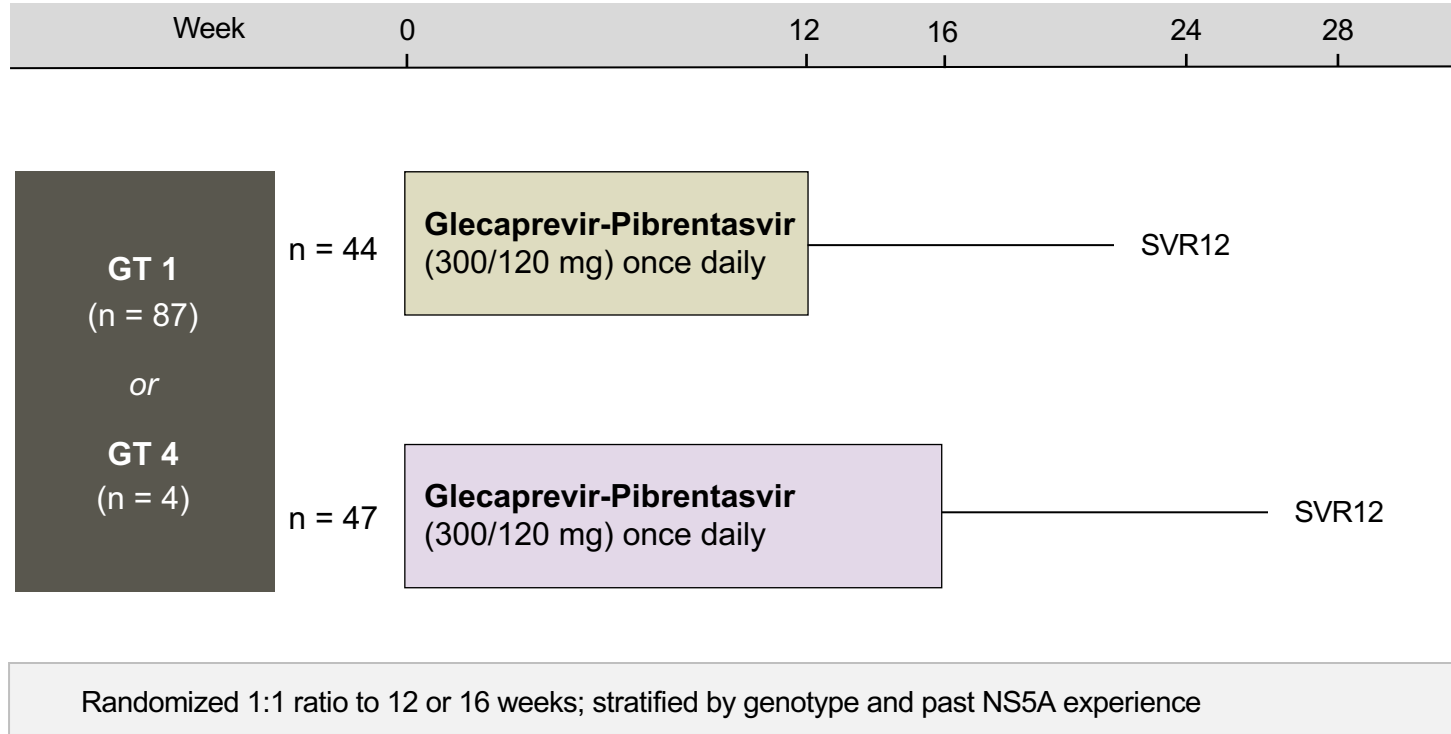 Week 0 12 16 24 28
GT 1
(n = 87)
or
GT 4
(n = 4)
n = 44
Glecaprevir-Pibrentasvir
(300/120 mg) once daily
SVR12
n = 47
Glecaprevir-Pibrentasvir
(300/120 mg) once daily
SVR12
Randomized 1:1 ratio to 12 or 16 weeks; stratified by genotype and past NS5A experience